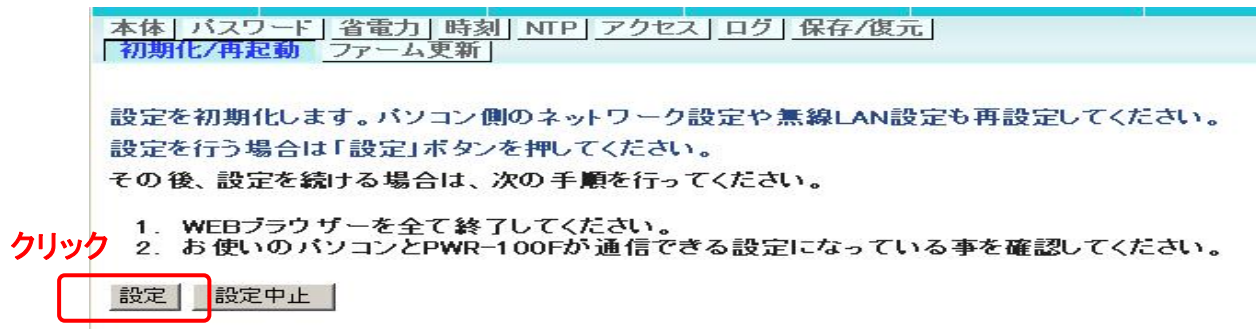 本体 パスワード 省電力 時刻 NTP アクセス ログ 保存/復元
初期化/再起動 ファーム更新
設定を初期化します。パソコン側のネットワーク設定や無線LAN設定も再設定してください。
設定を行う場合は「設定」ボタンを押してください。
その後、設定を続ける場合は、次の手順を行ってください。
1. WEBブラウザーを全て終了してください。
クリック
2. お使いのパソコンとPWR-100Fが通信できる設定になっている事を確認してください。
設定 設定中止